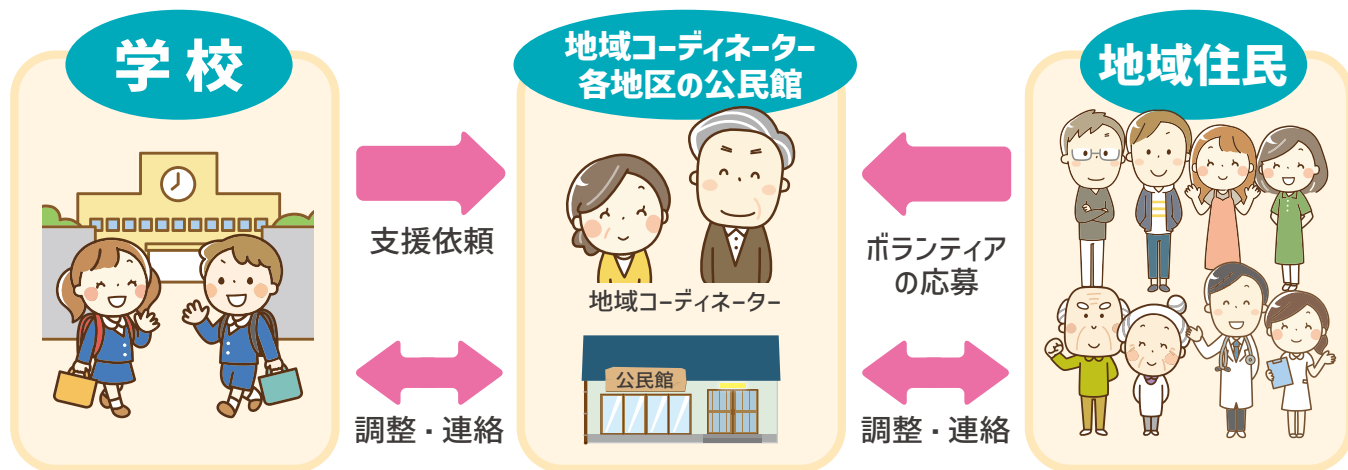 学校
地域コーディネーター
各地区の公民館
地域住民
支援依頼
ボランティア
の応募
地域コーディネーター
公民館
調整・連絡
調整・連絡